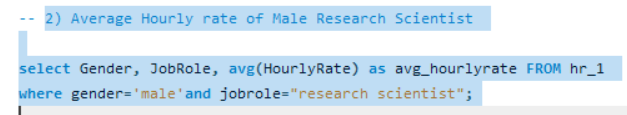 -- 2) Average Hourly rate of Male Research Scientist
select Gender, JobRole, avg(HourlyRate) as avg_hourlyrate FROM hr_1
where gender='male'and jobrole="research scientist";